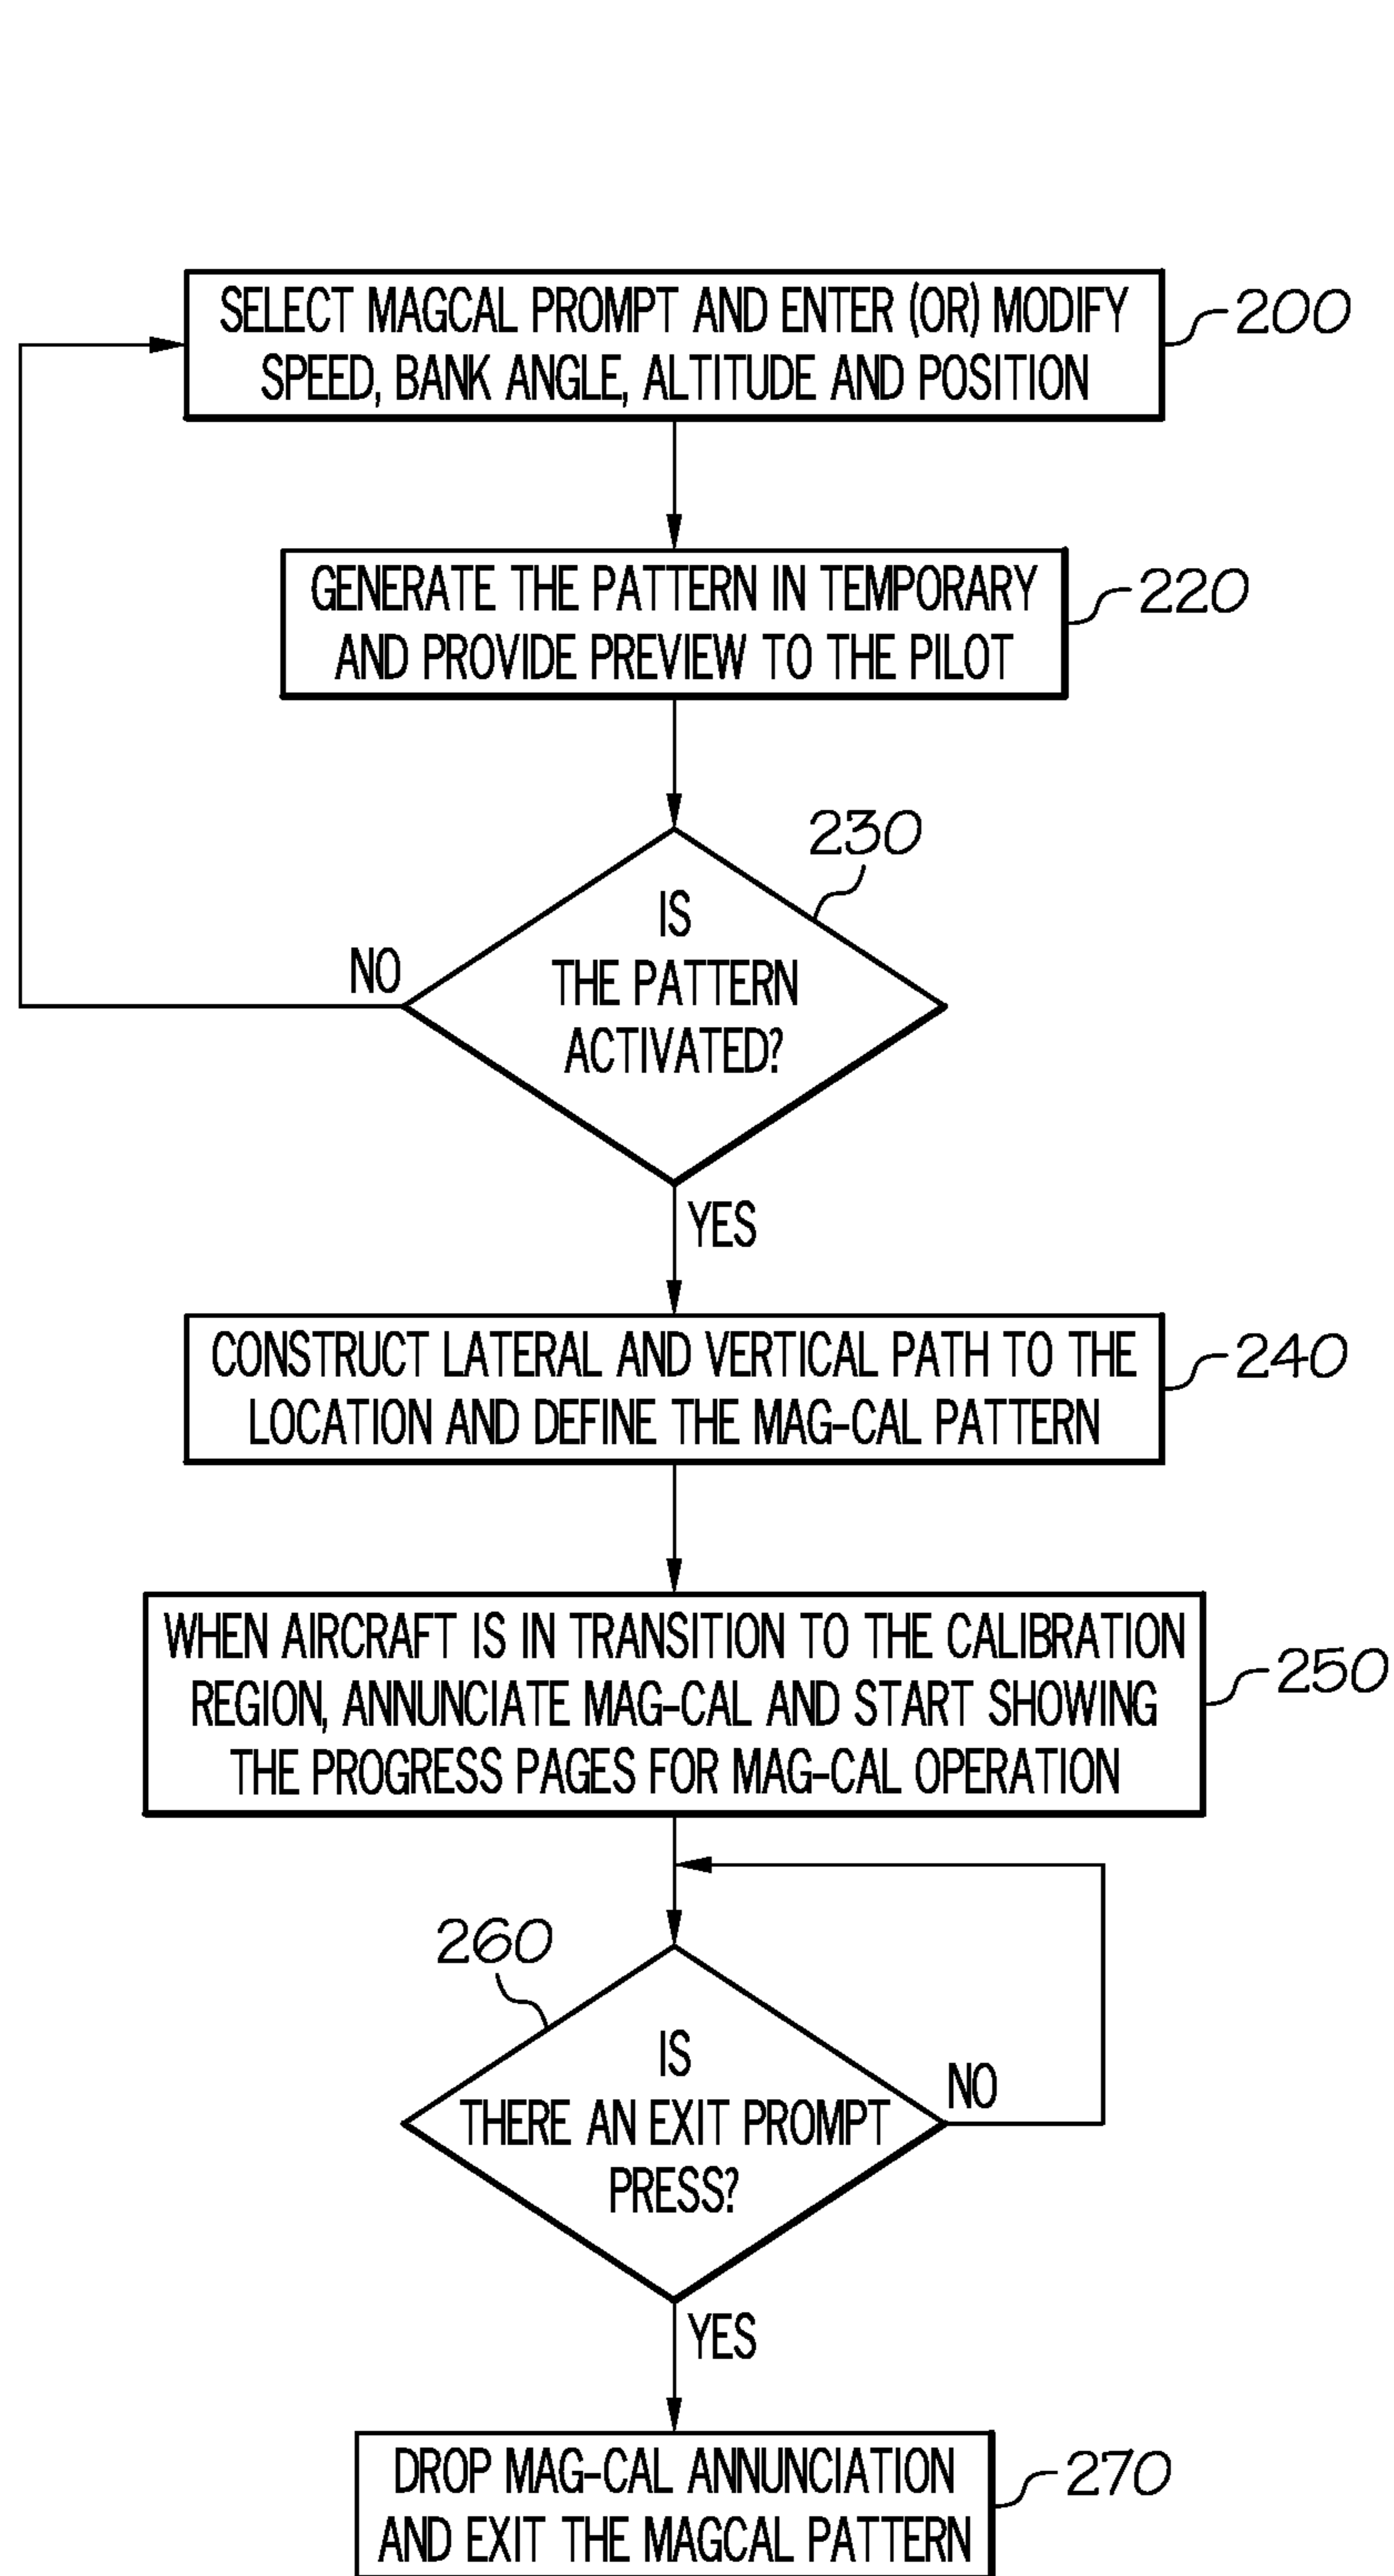 SELECT MAGCAL PROMPT AND ENTER (OR) MODIFY
SPEED, BANK ANGLE, ALTITUDE AND POSITION
200
GENERATE THE PATTERN IN TEMPORARY
AND PROVIDE PREVIEW TO THE PILOT
220
230
IS
THE PATTERN
ACTIVATED?
NO
YES
CONSTRUCT LATERAL AND VERTICAL PATH TO THE
LOCATION AND DEFINE THE MAG-CAL PATTERN
240
WHEN AIRCRAFT IS IN TRANSITION TO THE CALIBRATION
REGION, ANNUNCIATE MAG-CAL AND START SHOWING
THE PROGRESS PAGES FOR MAG-CAL OPERATION
250
260
IS
THERE AN EXIT PROMPT
PRESS?
NO
YES
DROP MAG-CAL ANNUNCIATION
AND EXIT THE MAGCAL PATTERN
270